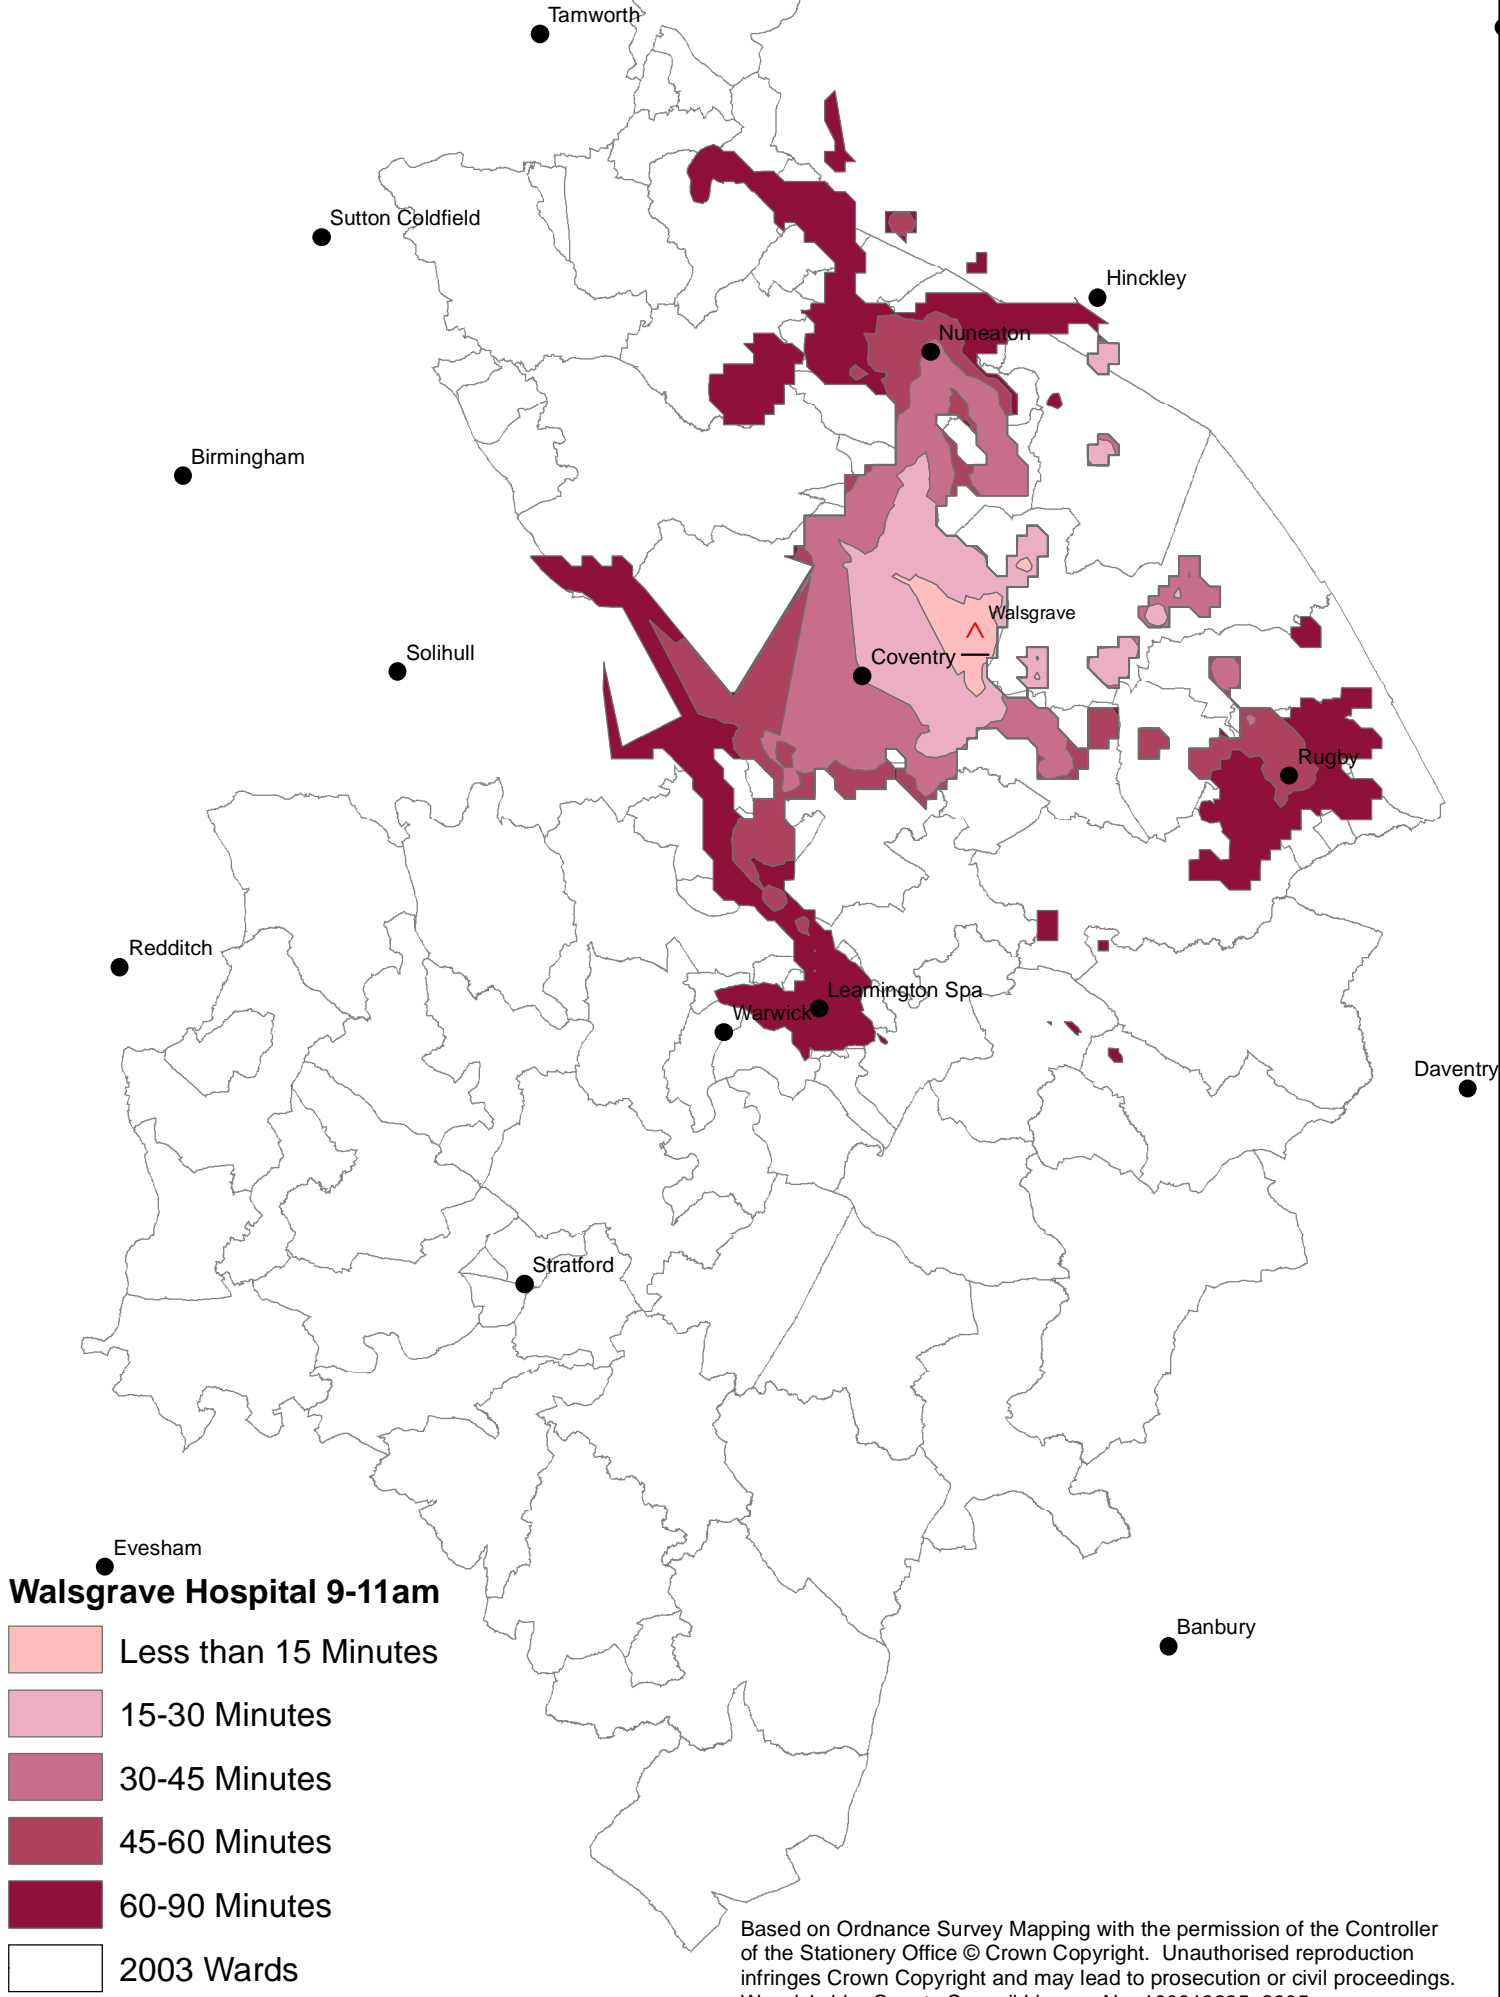 Tamworth
Sutton Coldfield
Hinckley
Nuneaton
Birmingham
Walsgrave
Solihull
Coventry
Rugby
Redditch
Leamington Spa
Warwick
Daventry
Stratford
Evesham
Walsgrave Hospital 9-11am
Banbury
Less than 15 Minutes
15-30 Minutes
30-45 Minutes
45-60 Minutes
60-90 Minutes
2003 Wards
Based on Ordnance Survey Mapping with the permission of the Controller
of the Stationery Office © Crown Copyright. Unauthorised reproduction
infringes Crown Copyright and may lead to prosecution or civil proceedings.